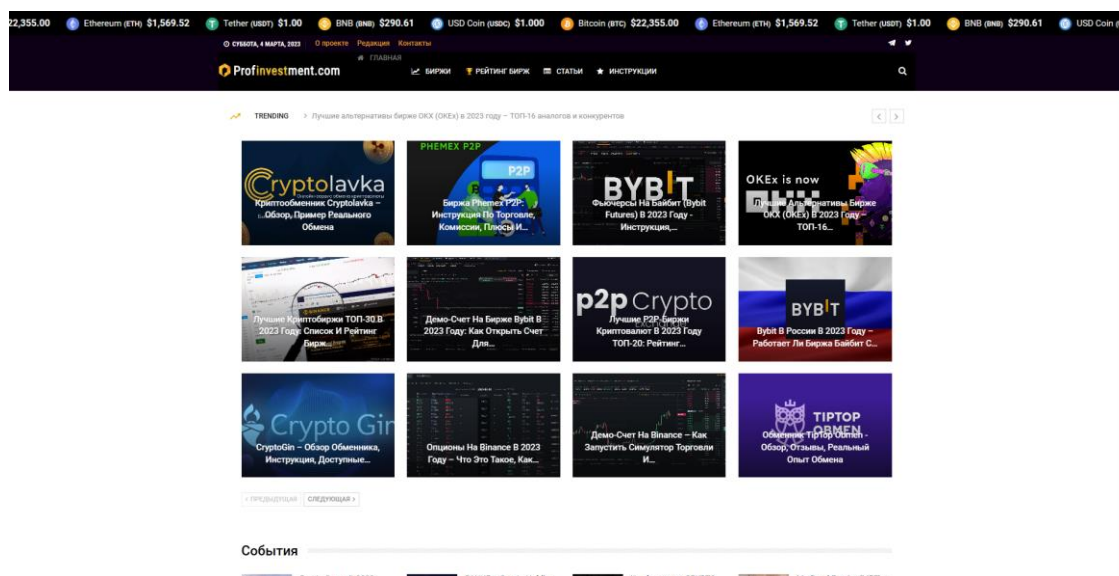 22,355.00 Ethereum (ETH) $1,569.52 Tether (USDT) $1.00 BNB (BNB) $290.61 USD Coin (USDC) $1.000 Bitcoin (BTC) $22,355.00 Ethereum (ETH) $1,569.52 Tether (USDT) $1.00 BNB (BNB) $290.61 USD Coin
СУББОТА, 4 МАРТА, 2023 О проекте Редакция Контакты
ГЛАВНАЯ
Profinvestment.com БИРЖИ РЕЙТИНГ БИРЖ СТАТЬИ ИНСТРУКЦИИ
TRENDING > Лучшие альтернативы бирже OKX (OKEx) в 2023 году – ТОП-16 аналогов и конкурентов
Cryptolavka
Криптообменник Cryptolavka –
Обзор, Пример Реального
Обмена
PHEMEX P2P
P2P
Биржа Phemex P2P:
Инструкция По Торговле,
Комиссии, Плюсы И...
BYBIT
Фьючерсы На Байбит (Bybit
Futures) В 2023 Году -
Инструкция,...
OKEx is now
Лучшие Альтернативы Бирже
OKX (OKEx) В 2023 Году –
ТОП-16...
Лучшие Криптобиржи ТОП-30 В
2023 Году: Список И Рейтинг
Бирж...
Демо-Счет На Бирже Bybit В
2023 Году: Как Открыть Счет
Для...
p2p Crypto
Exchange
Лучшие P2P-Биржи
Криптовалют В 2023 Году
ТОП-20: Рейтинг...
BYBIT
Bybit В России В 2023 Году –
Работает Ли Биржа Байбит С...
Crypto Gin
CryptoGin – Обзор Обменника,
Инструкция, Доступные...
Опционы На Binance В 2023
Году – Что Это Такое, Как...
Демо-Счет На Binance – Как
Запустить Симулятор Торговли
И...
TIPTOP
OBMEN
Обменник TipTop Obmen -
Обзор, Отзывы, Реальный
Опыт Обмена
< ПРЕДЫДУЩАЯ СЛЕДУЮЩАЯ >
События